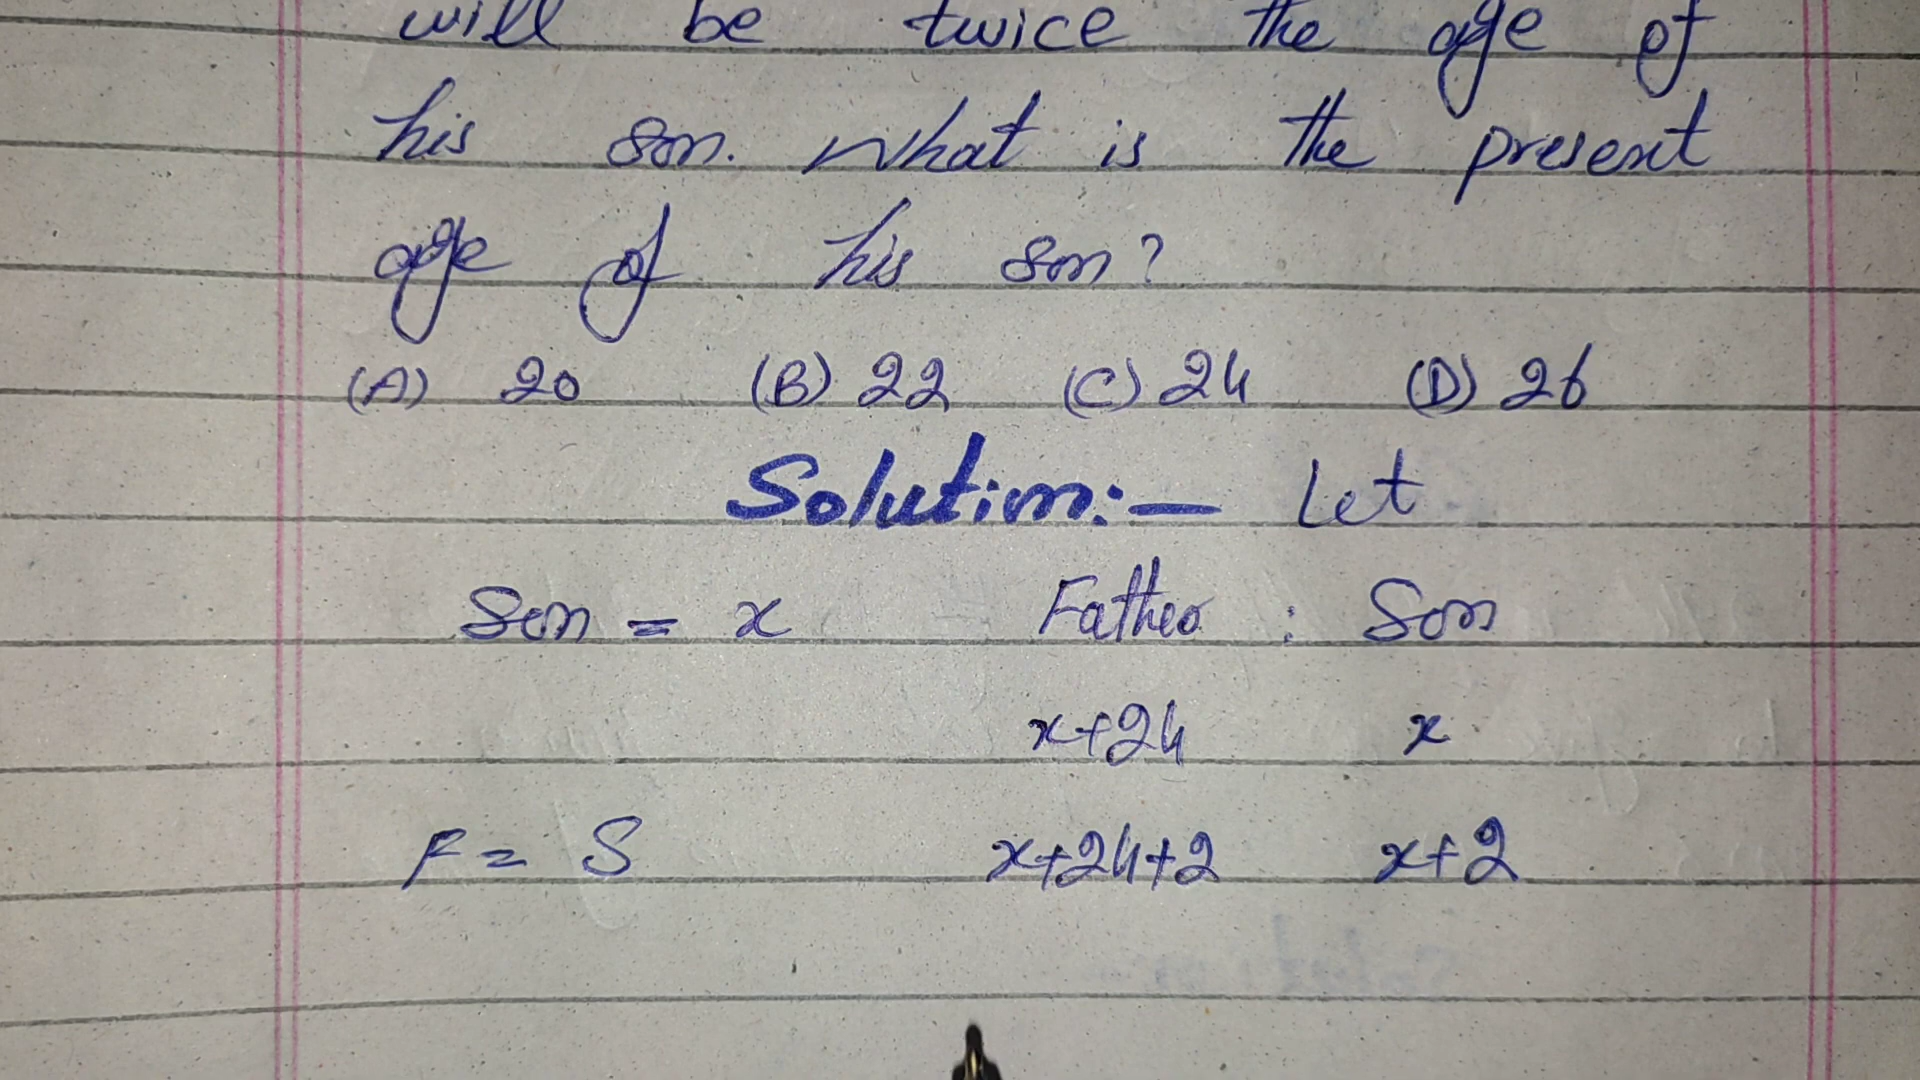 will be twice the age of
his son. What is the present
age of his son?
(A) 20 (B) 22 (C) 24 (D) 26
Solution:- Let
Son = x Father : Son
x+24 x
F = S x+24+2 x+2